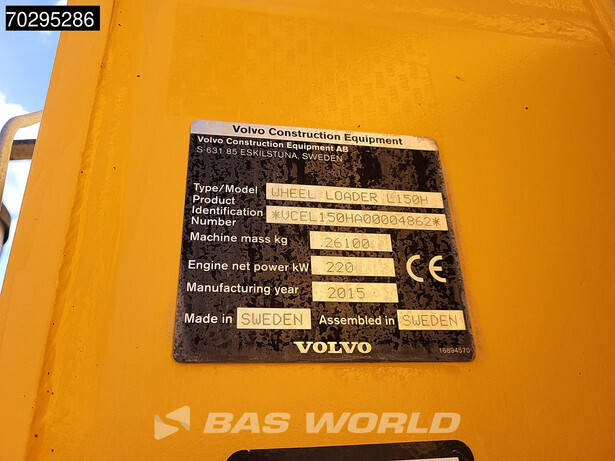 70295286
Volvo Construction Equipment
Volvo Construction Equipment AB
S-631 85 ESKILSTUNA, SWEDEN
Type/Model WHEEL LOADER L150H
Product
Identification
Number *VCEL150HA00004862*
Machine mass kg 26100
Engine net power kW 220 CE
Manufacturing year 2015
Made in SWEDEN Assembled in SWEDEN
VOLVO
16894570
BAS WORLD